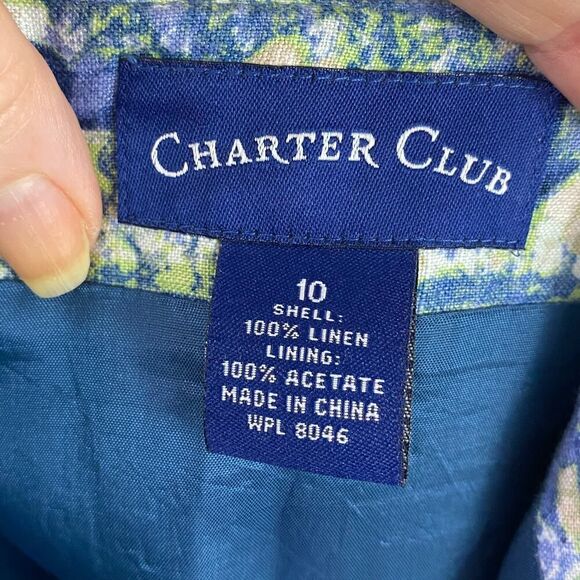 CHARTER CLUB
10
SHELL:
100% LINEN
LINING:
100% ACETATE
MADE IN CHINA
WPL 8046